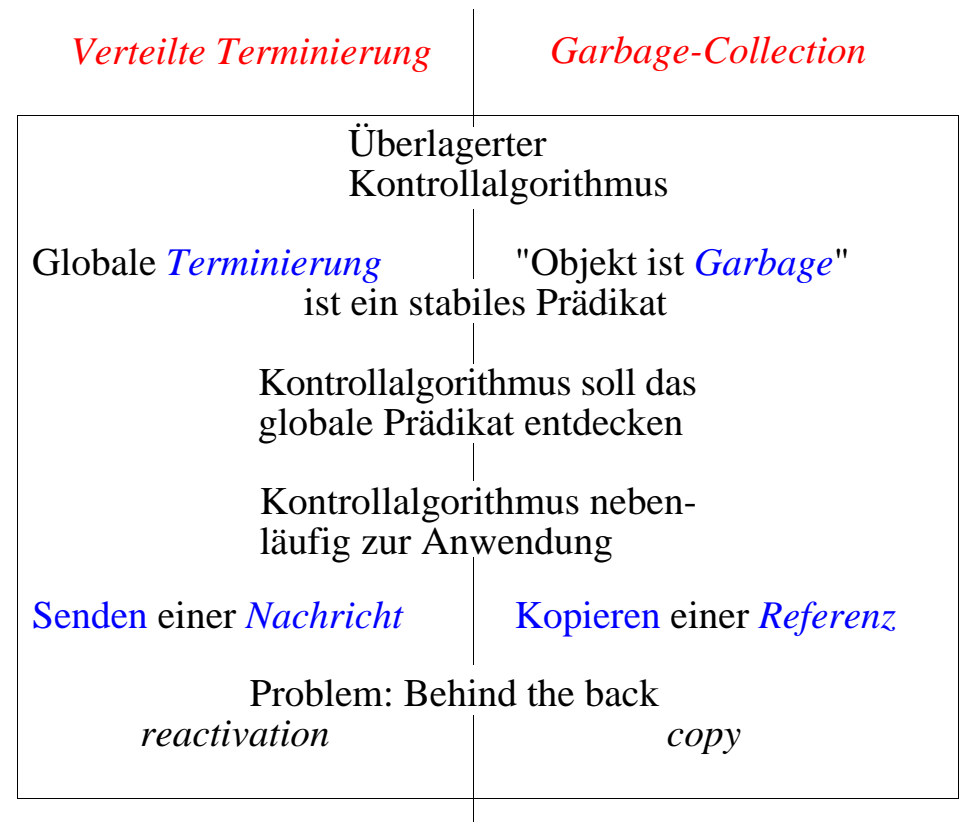 Verteilte Terminierung Garbage-Collection
Überlagerter
Kontrollalgorithmus
Globale Terminierung "Objekt ist Garbage"
ist ein stabiles Prädikat
Kontrollalgorithmus soll das
globale Prädikat entdecken
Kontrollalgorithmus neben-
läufig zur Anwendung
Senden einer Nachricht Kopieren einer Referenz
Problem: Behind the back
reactivation copy